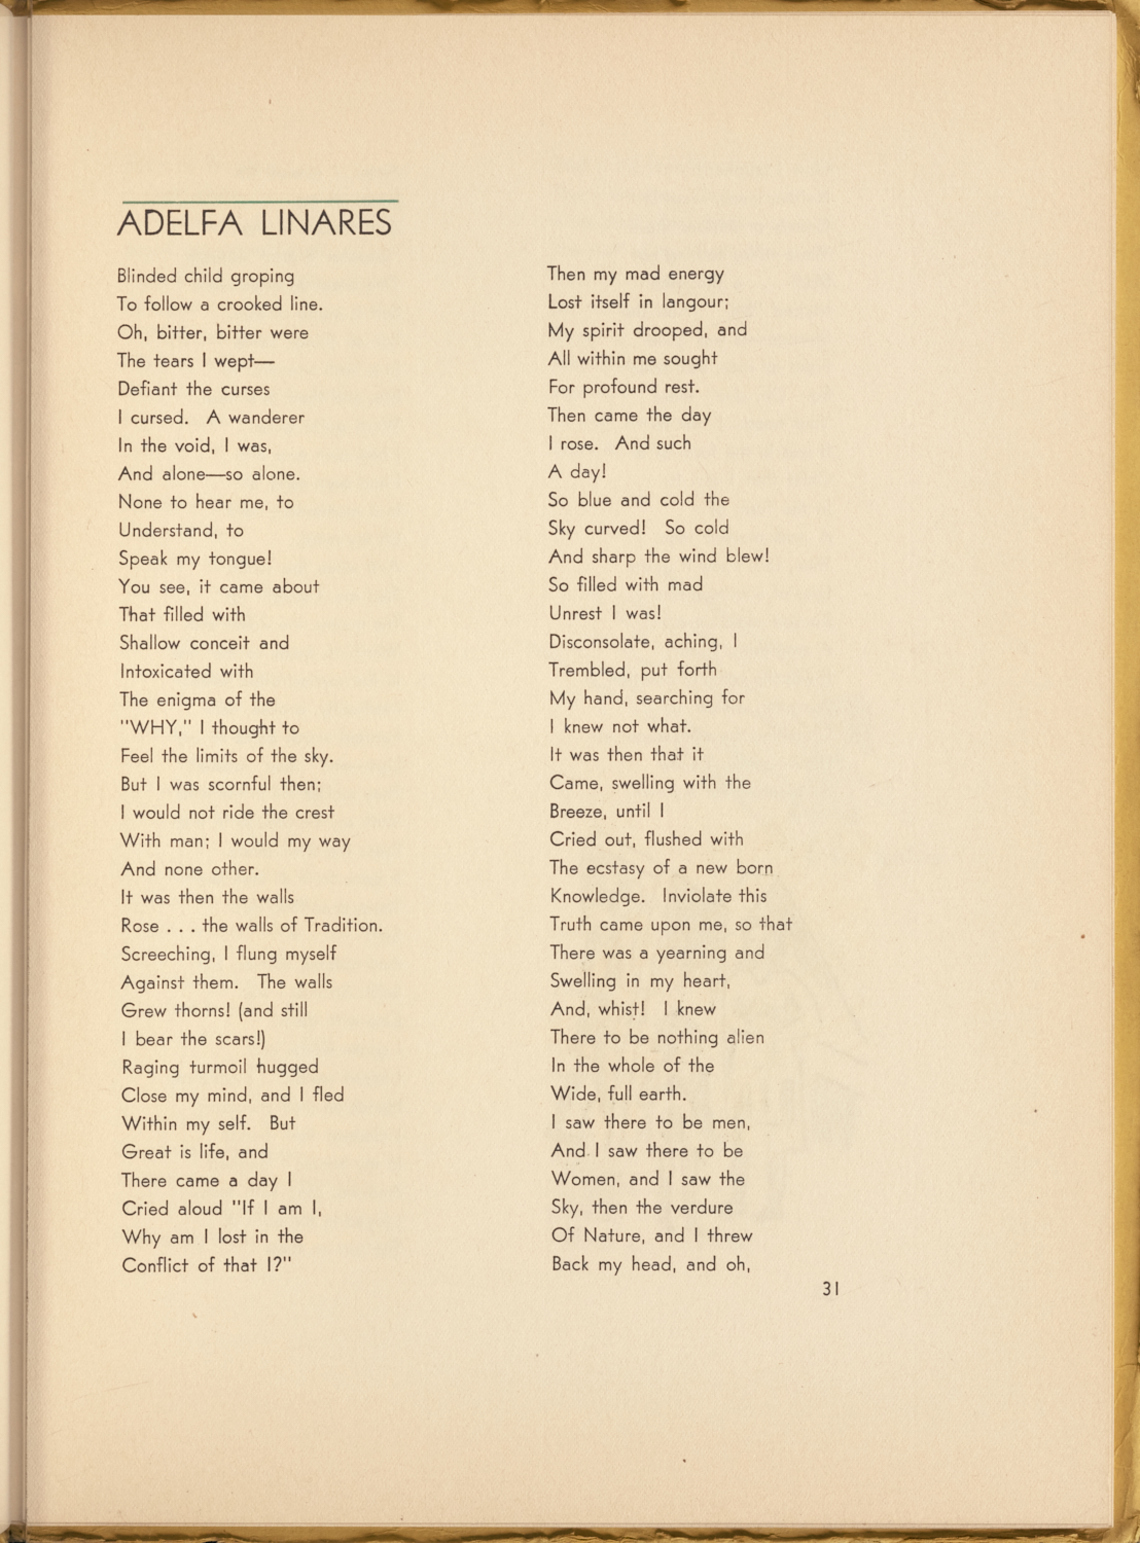 ADELFA LINARES
Blinded child groping
To follow a crooked line.
Oh, bitter, bitter were
The tears I wept—
Defiant the curses
I cursed. A wanderer
In the void, I was,
And alone—so alone.
None to hear me, to
Understand, to
Speak my tongue!
You see, it came about
That filled with
Shallow conceit and
Intoxicated with
The enigma of the
"WHY," I thought to
Feel the limits of the sky.
But I was scornful then;
I would not ride the crest
With man; I would my way
And none other.
It was then the walls
Rose . . . the walls of Tradition.
Screeching, I flung myself
Against them. The walls
Grew thorns! (and still
I bear the scars!)
Raging turmoil hugged
Close my mind, and I fled
Within my self. But
Great is life, and
There came a day I
Cried aloud "If I am I,
Why am I lost in the
Conflict of that I?"
Then my mad energy
Lost itself in langour;
My spirit drooped, and
All within me sought
For profound rest.
Then came the day
I rose. And such
A day!
So blue and cold the
Sky curved! So cold
And sharp the wind blew!
So filled with mad
Unrest I was!
Disconsolate, aching, I
Trembled, put forth
My hand, searching for
I knew not what.
It was then that it
Came, swelling with the
Breeze, until I
Cried out, flushed with
The ecstasy of a new born
Knowledge. Inviolate this
Truth came upon me, so that
There was a yearning and
Swelling in my heart,
And, whist! I knew
There to be nothing alien
In the whole of the
Wide, full earth.
I saw there to be men,
And I saw there to be
Women, and I saw the
Sky, then the verdure
Of Nature, and I threw
Back my head, and oh,
31